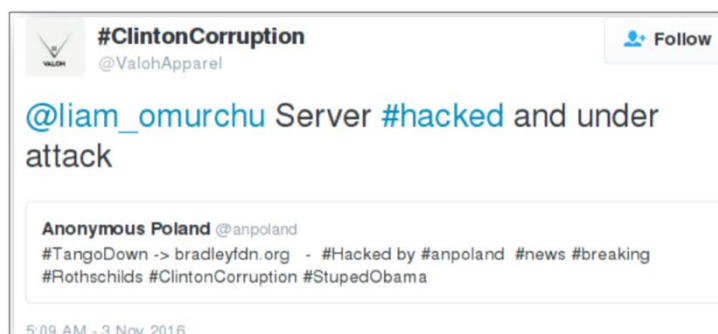 #ClintonCorruption
VALOH
@ValohApparel
Follow
@liam_omurchu Server #hacked and under
attack
Anonymous Poland @anpoland
#TangoDown -> bradleyfdn.org - #Hacked by #anpoland #news #breaking
#Rothschilds #ClintonCorruption #StupedObama
5:09 AM - 3 Nov 2016